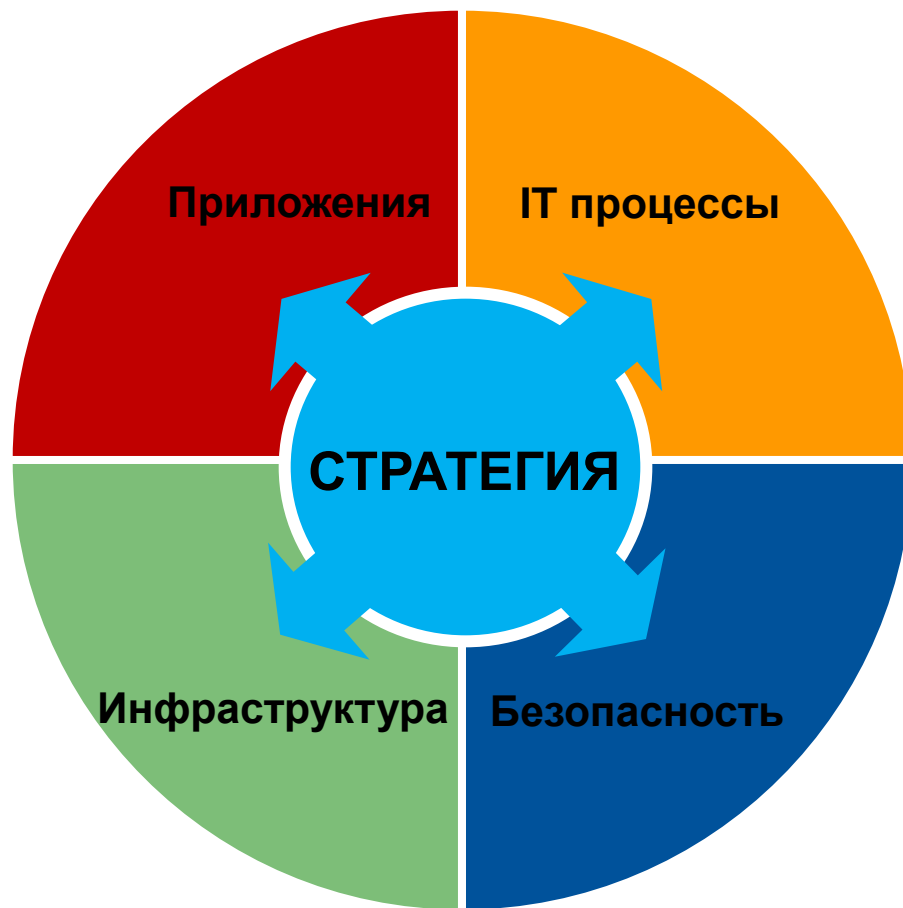 Приложения
IT процессы
СТРАТЕГИЯ
Инфраструктура
Безопасность